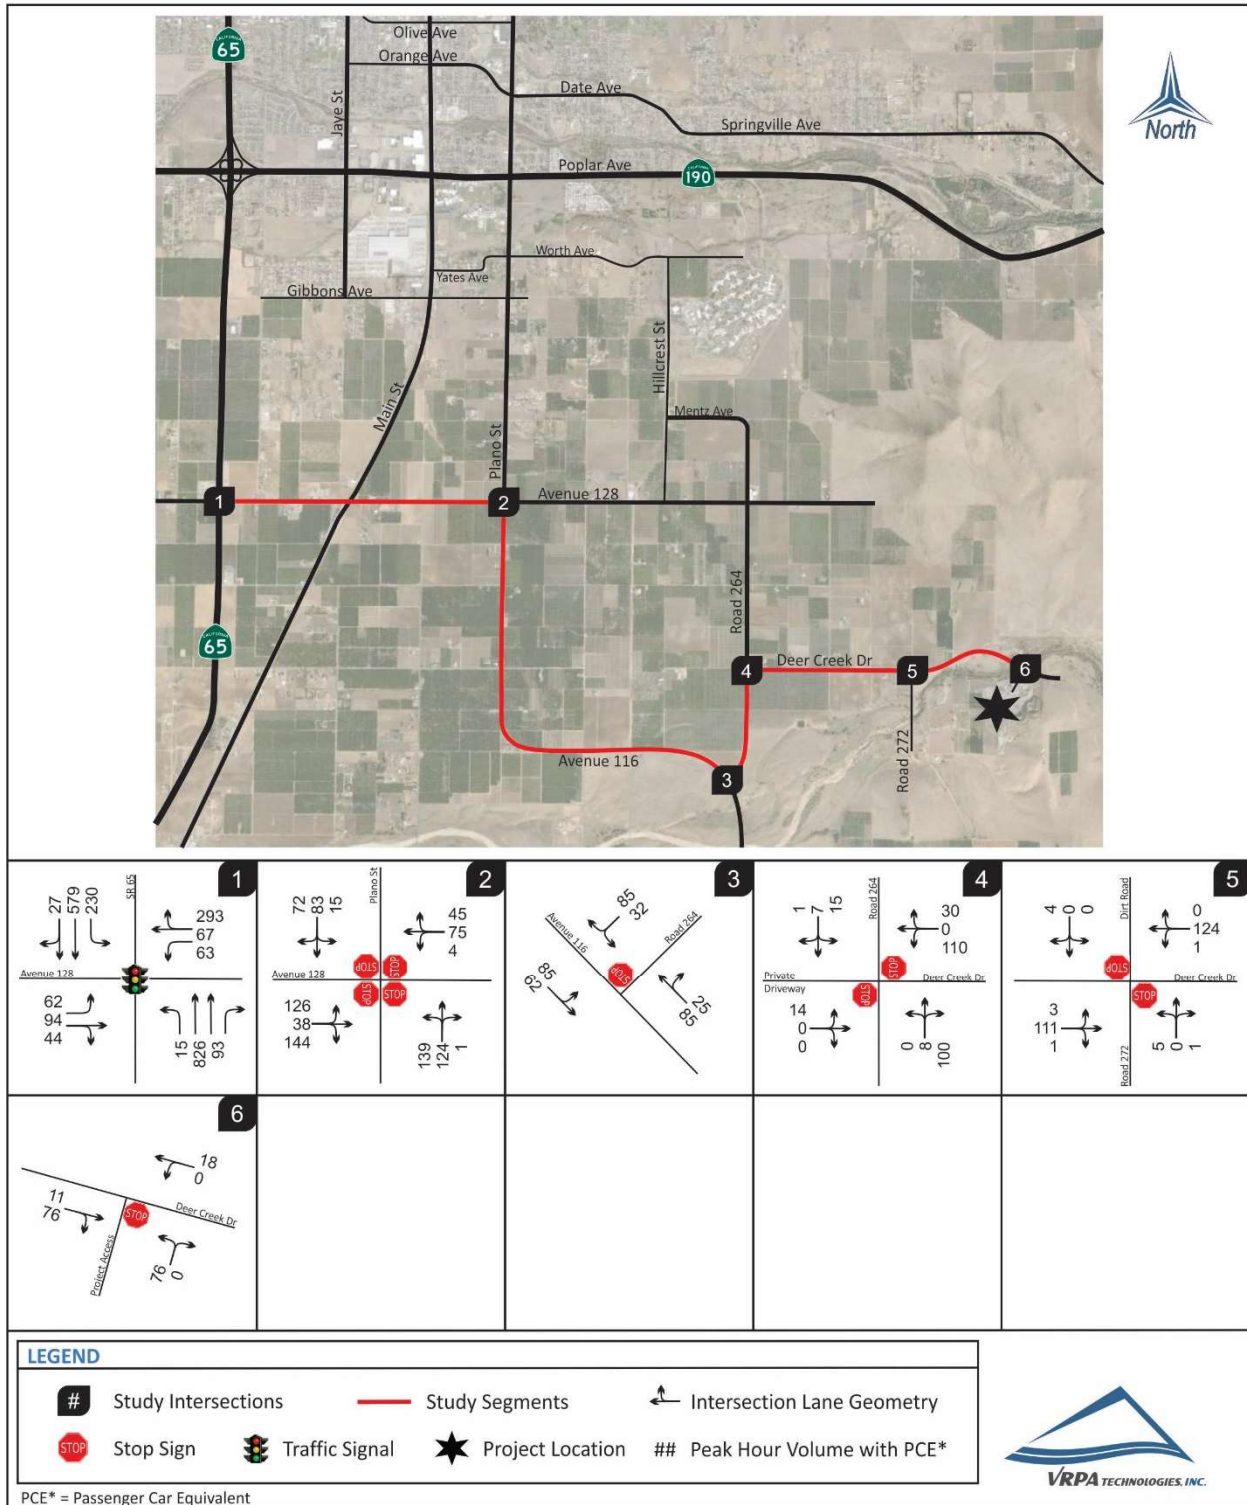 CALIFORNIA
65
Olive Ave
Orange Ave
Jaye St
Date Ave
Springville Ave
North
Poplar Ave
CALIFORNIA
190
Worth Ave
Yates Ave
Gibbons Ave
Hillcrest St
Main St
Mentz Ave
Plano St
1
2
Avenue 128
Road 264
CALIFORNIA
65
4
Deer Creek Dr
5
6
Road 272
Avenue 116
3
1
27
579
230
SR 65
293
67
63
Avenue 128
62
94
44
15
826
93
2
72
83
15
Plano St
45
75
4
STOP
STOP
Avenue 128
STOP
STOP
126
38
144
139
124
1
3
85
32
Avenue 116
Road 264
STOP
85
62
25
85
4
1
7
15
Road 264
30
0
110
STOP
Private
Driveway
Deer Creek Dr
STOP
14
0
0
0
8
100
5
4
0
0
Dirt Road
0
124
1
STOP
Deer Creek Dr
STOP
3
111
1
Road 272
5
0
1
6
18
0
11
76
Deer Creek Dr
STOP
Project Access
76
0
LEGEND
# Study Intersections
Study Segments
Intersection Lane Geometry
STOP Stop Sign
Traffic Signal
Project Location
## Peak Hour Volume with PCE*
VRPA TECHNOLOGIES, INC.
PCE* = Passenger Car Equivalent